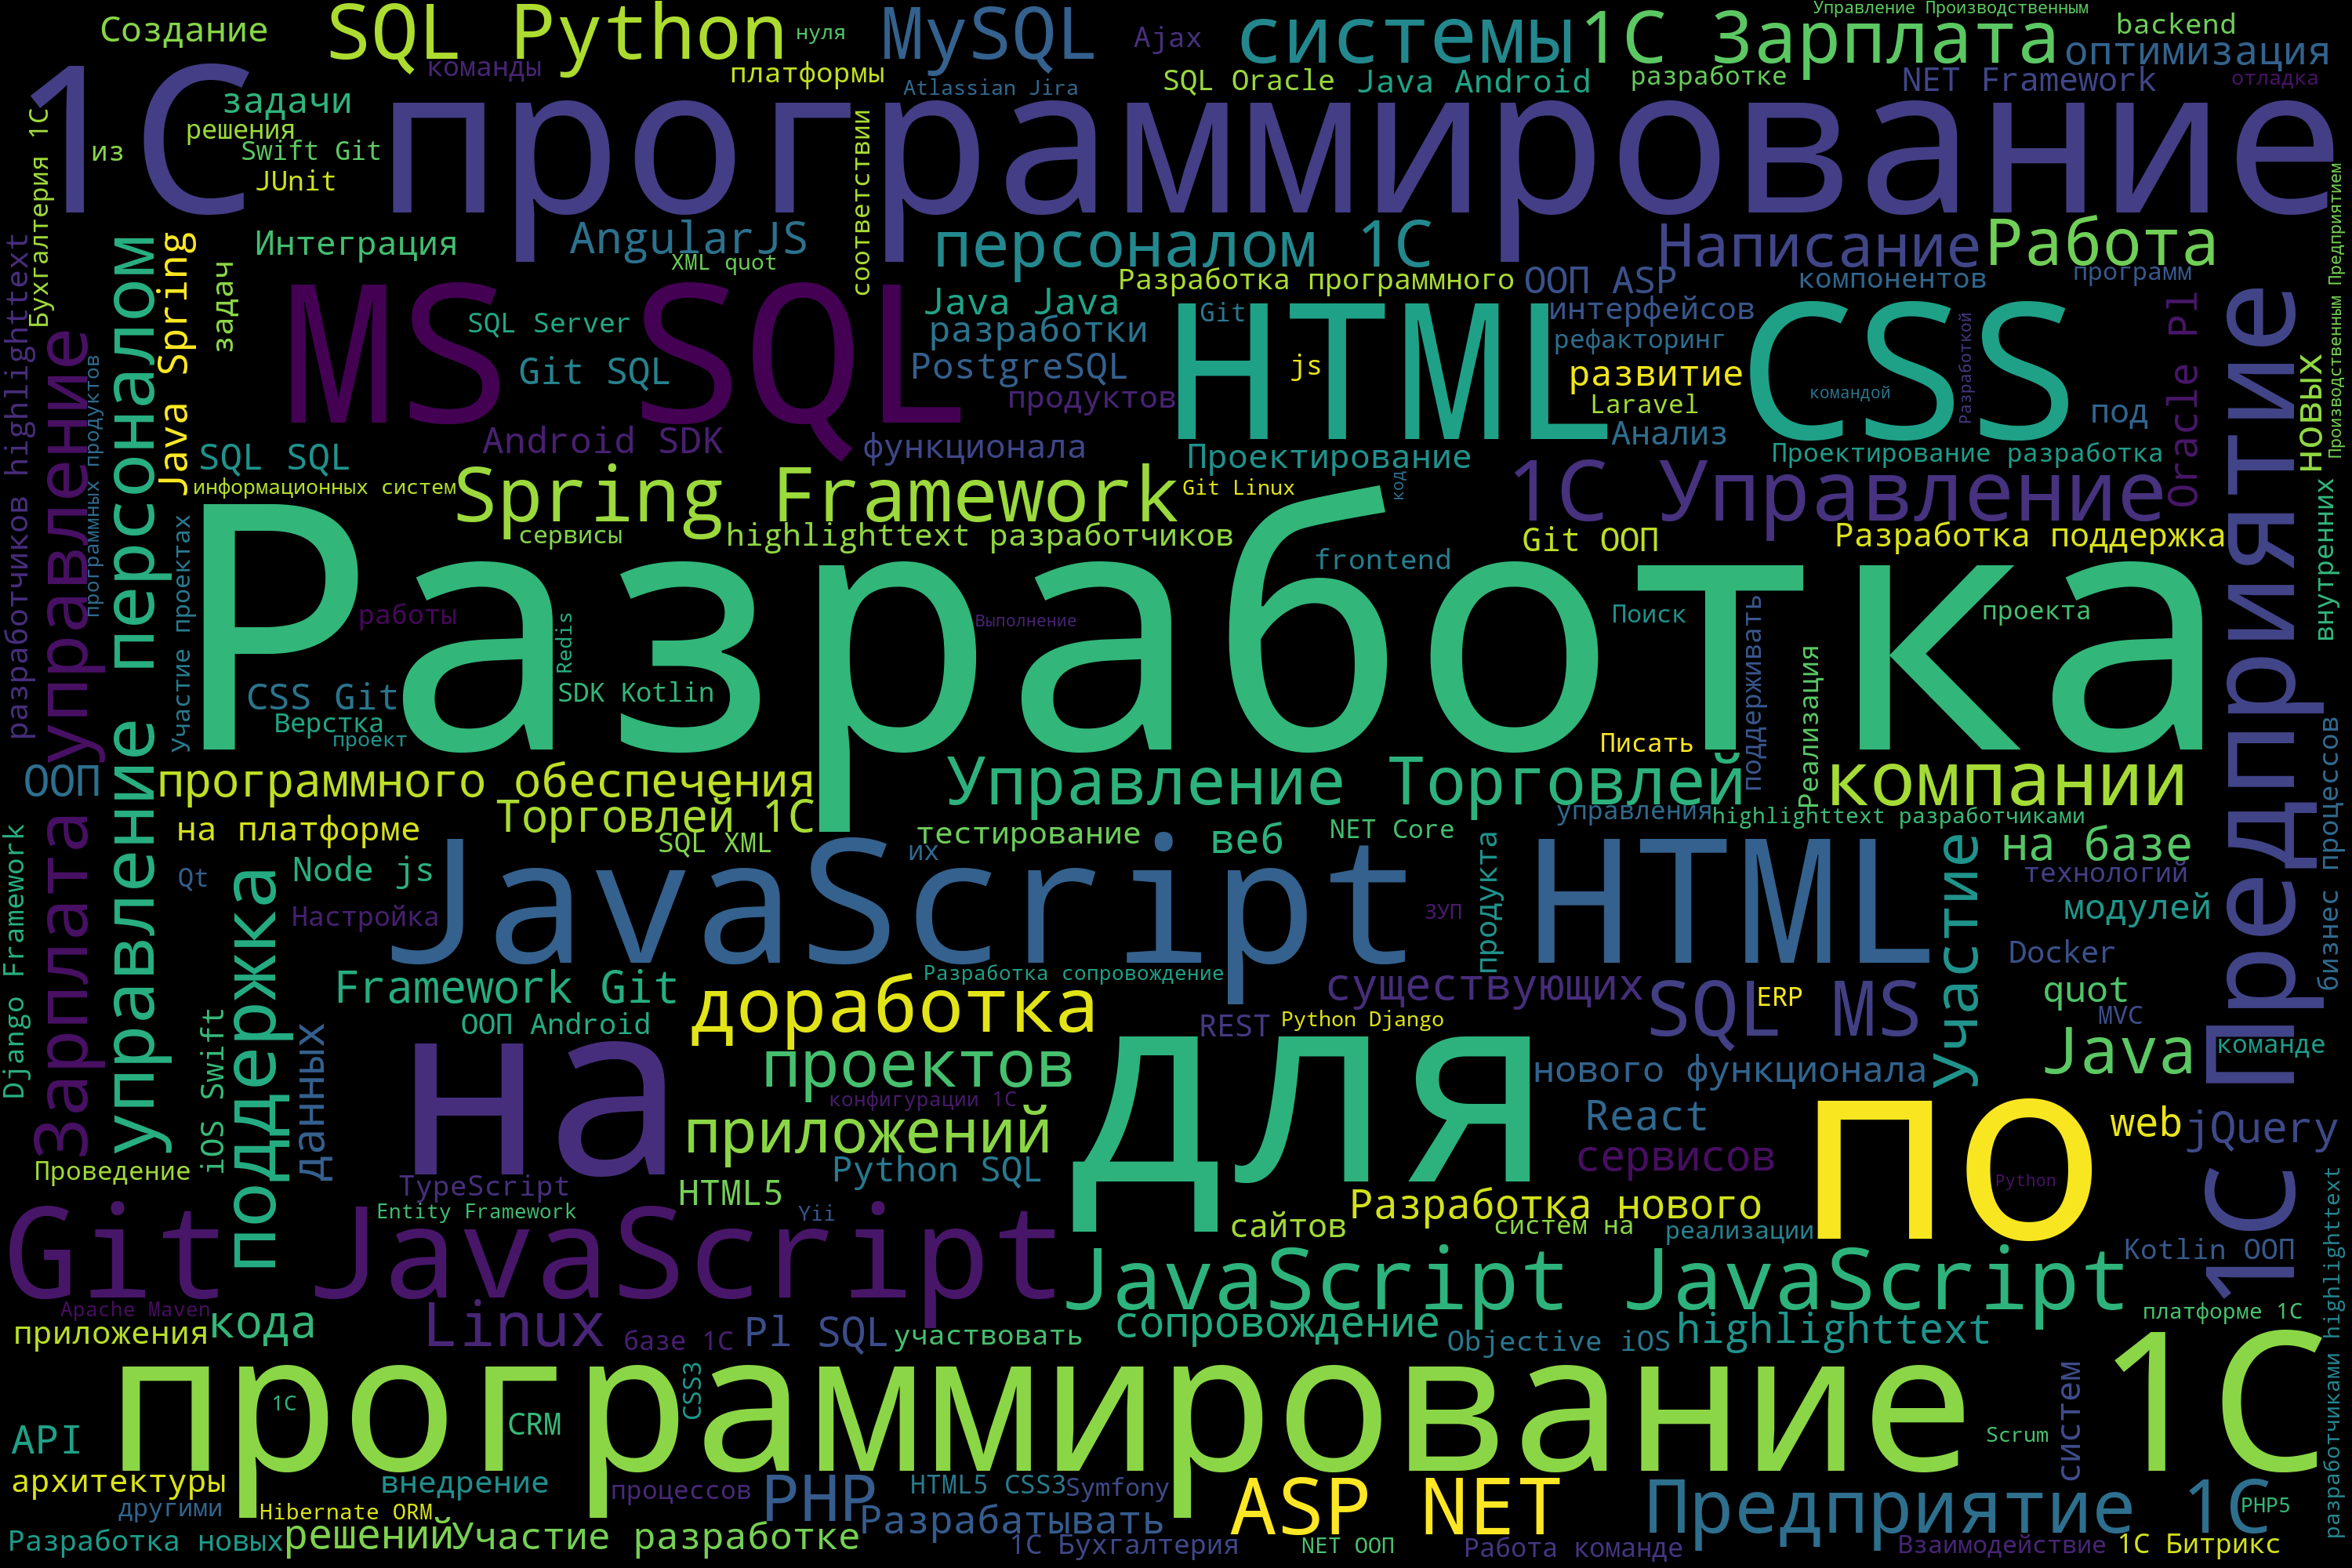 Создание
SQL Python
нуля
MySQL
Ajax
системы
1С Зарплата
Управление Производственным
backend
оптимизация
команды
платформы
Atlassian Jira
SQL Oracle
Java Android
разработке
NET Framework
отладка
1С программирование
задачи
решения
из
Swift Git
JUnit
соответствии
Бухгалтерия 1С
Интеграция
AngularJS
XML quot
персоналом 1С
Написание
Работа
Разработка программного
ООП ASP
компонентов
программ
Производственным Предприятием
MS SQL
SQL Server
Git SQL
Java Java
разработки
PostgreSQL
продуктов
HTML CSS
Git
js
интерфейсов
рефакторинг
развитие
Laravel
Анализ
командой
Разработкой
под
Oracle Pl
новых
1С Предприятие
разработчиков highlighttext
Зарплата управление
программных продуктов
управление персоналом
Java Spring
задач
SQL SQL
Android SDK
функционала
Проектирование
Проектирование разработка
информационных систем
Spring Framework
Git Linux
код
1С Управление
сервисы
highlighttext разработчиков
frontend
Git ООП
Разработка поддержка
внутренних
Разработка
Участие проектах
работы
Redis
Выполнение
Поиск
поддерживать
Реализация
проекта
CSS Git
SDK Kotlin
Верстка
проект
Писать
бизнес процессов
ООП
программного обеспечения
Управление Торговлей
компании
Торговлей 1С
на платформе
SQL XML
тестирование
их
веб
NET Core
управления
highlighttext разработчиками
на базе
Django Framework
Qt
Node js
Настройка
JavaScript HTML
ЗУП
продукта
Участие
технологий
модулей
поддержка
Framework Git
Разработка сопровождение
существующих
Docker
ООП Android
доработка
REST
Python Django
SQL MS
ERP
quot
MVC
iOS Swift
данных
на
проектов
для
нового функционала
Java
команде
конфигурации 1С
приложений
React
по
web
jQuery
Проведение
TypeScript
Python SQL
сервисов
Python
Entity Framework
HTML5
Yii
сайтов
Разработка нового
систем на
реализации
Git JavaScript
JavaScript JavaScript
Kotlin ООП
Apache Maven
приложения
кода
Linux
базе 1С
Pl SQL
участвовать
сопровождение
Objective iOS
highlighttext
платформе 1С
разработчиками highlighttext
программирование 1С
1С
CSS3
CRM
API
Scrum
систем
архитектуры
внедрение
процессов
PHP
HTML5 CSS3
Symfony
ASP NET
Предприятие 1С
PHP5
другими
Hibernate ORM
Разработка новых
решений
Участие разработке
Разрабатывать
1С Бухгалтерия
NET ООП
Работа команде
Взаимодействие
1С Битрикс